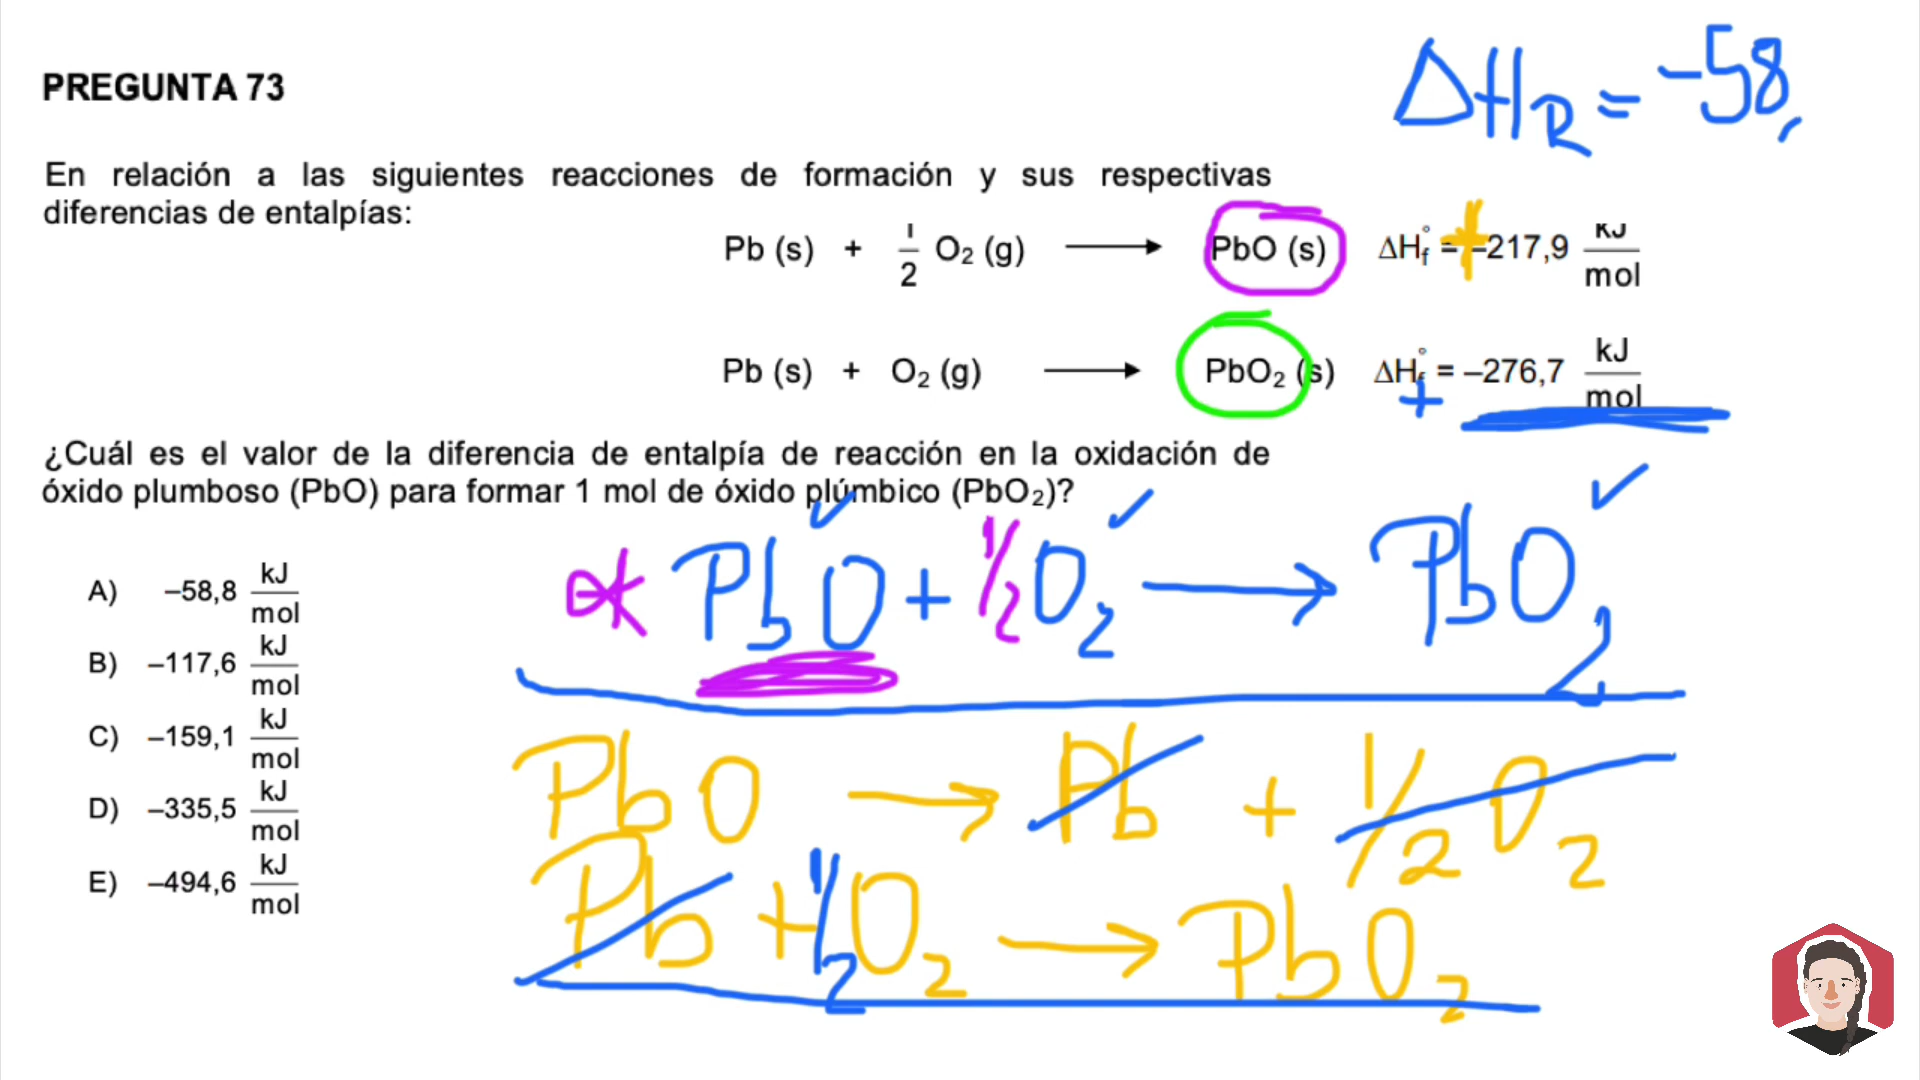 ΔH_R = -58,
PREGUNTA 73
En relación a las siguientes reacciones de formación y sus respectivas
diferencias de entalpías:
Pb (s) + 1/2 O₂ (g) ⟶ PbO (s) ΔH°f = –217,9 kJ/mol
Pb (s) + O₂ (g) ⟶ PbO₂ (s) ΔH°f = –276,7 kJ/mol
+
¿Cuál es el valor de la diferencia de entalpía de reacción en la oxidación de
óxido plumboso (PbO) para formar 1 mol de óxido plúmbico (PbO₂)?
A) –58,8 kJ/mol
B) –117,6 kJ/mol
C) –159,1 kJ/mol
D) –335,5 kJ/mol
E) –494,6 kJ/mol
* PbO + 1/2 O₂ ⟶ PbO₂
PbO ⟶ Pb + 1/2 O₂
Pb + 1/2 O₂ ⟶ PbO₂